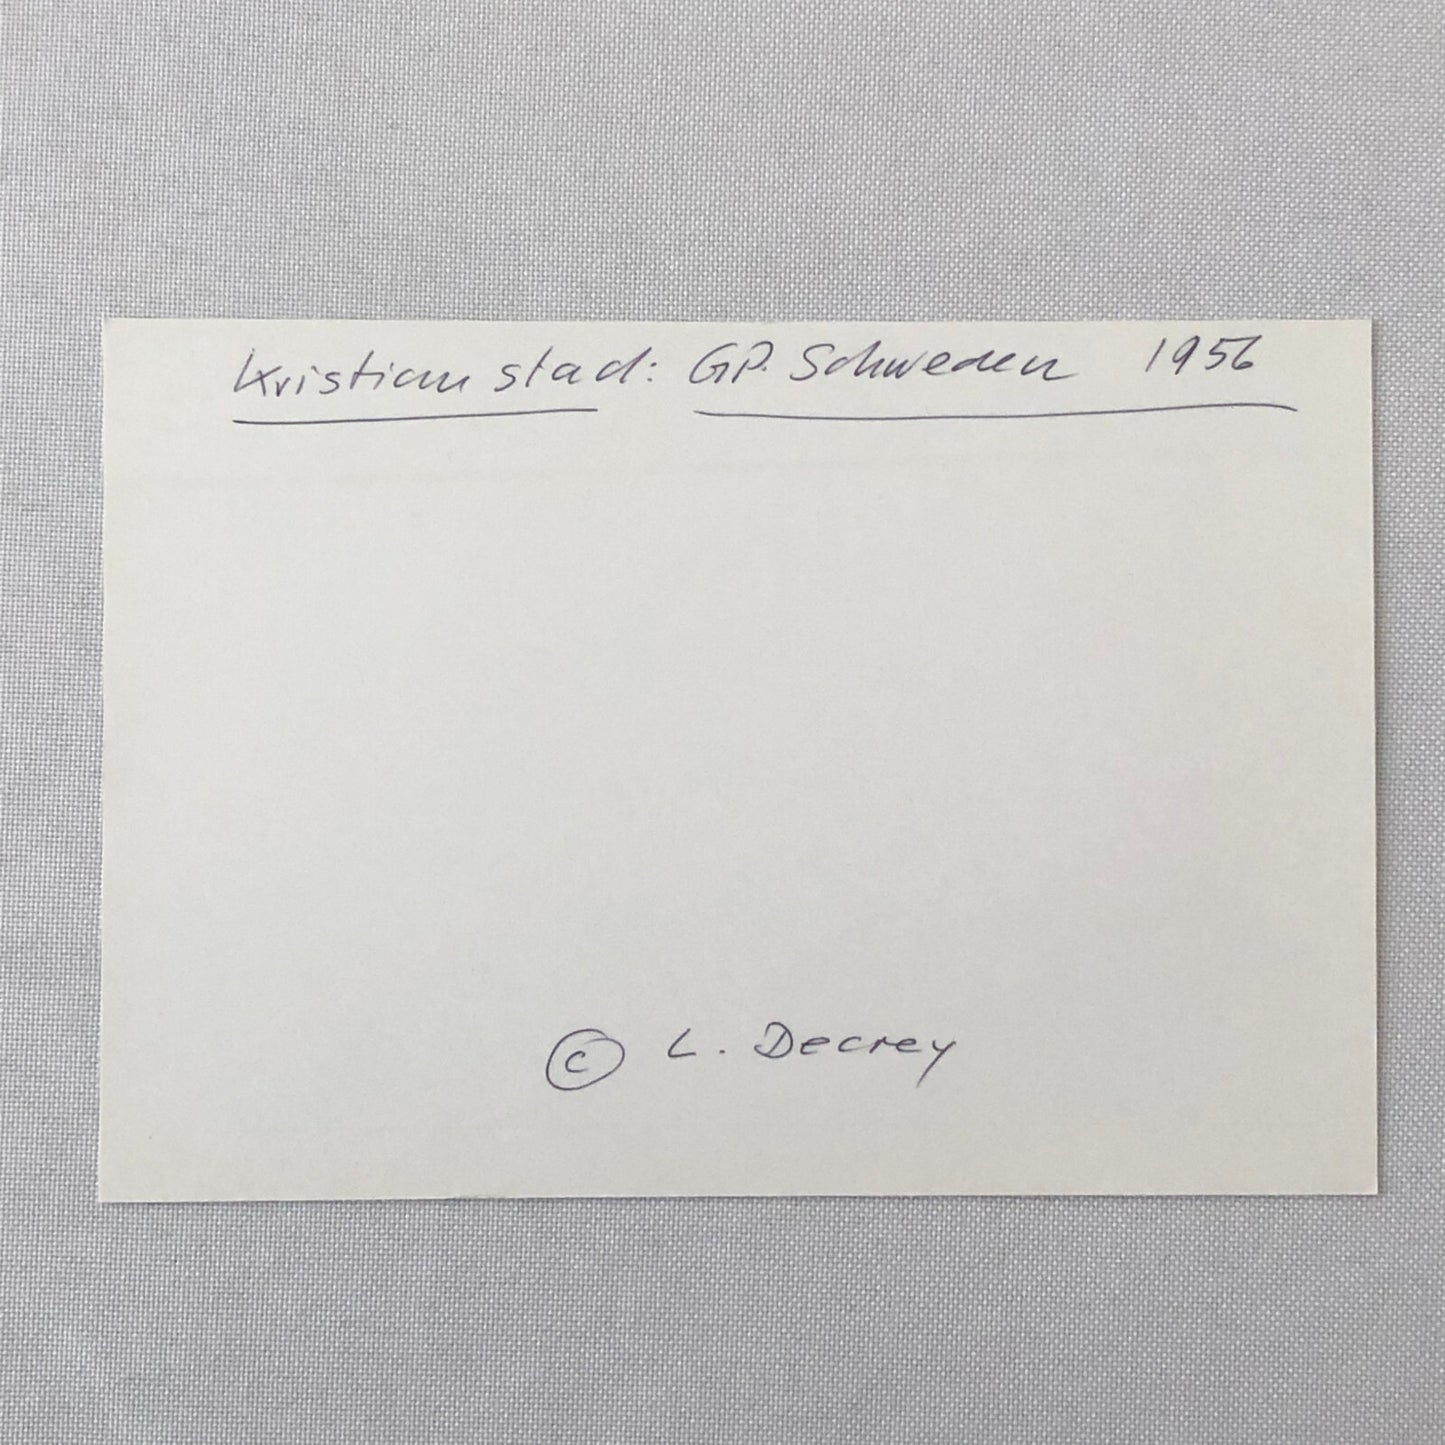 Kristianstad: GP. Schweden 1956
© L. Decrey